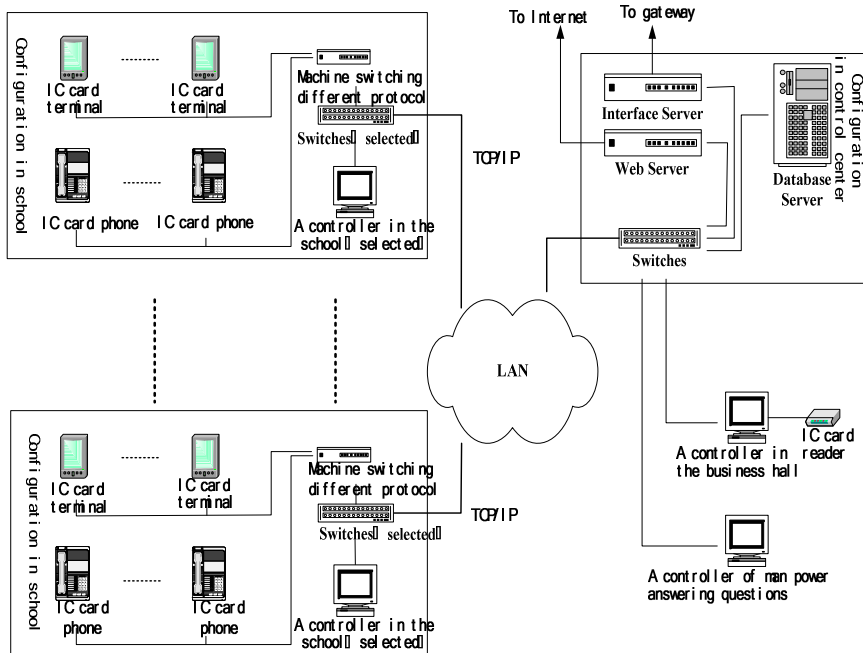 Configuration in school
IC card
terminal
IC card
terminal
Machine switching
different protocol
Switches selected
IC card phone
IC card phone
A controller in the
school selected
TCP/IP
To Internet
To gateway
Configuration
in control center
Interface Server
Web Server
Database
Server
Switches
LAN
Configuration in school
IC card
terminal
IC card
terminal
Machine switching
different protocol
Switches selected
IC card
phone
IC card
phone
A controller in the
school selected
TCP/IP
A controller in
the business hall
IC card
reader
A controller of man power
answering questions